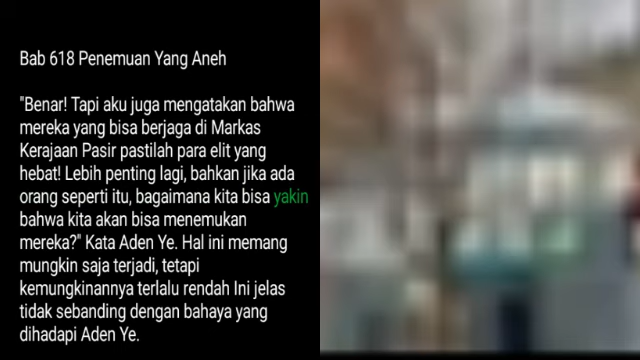 Bab 618 Penemuan Yang Aneh
"Benar! Tapi aku juga mengatakan bahwa
mereka yang bisa berjaga di Markas
Kerajaan Pasir pastilah para elit yang
hebat! Lebih penting lagi, bahkan jika ada
orang seperti itu, bagaimana kita bisa yakin
bahwa kita akan bisa menemukan
mereka?" Kata Aden Ye. Hal ini memang
mungkin saja terjadi, tetapi
kemungkinannya terlalu rendah Ini jelas
tidak sebanding dengan bahaya yang
dihadapi Aden Ye.